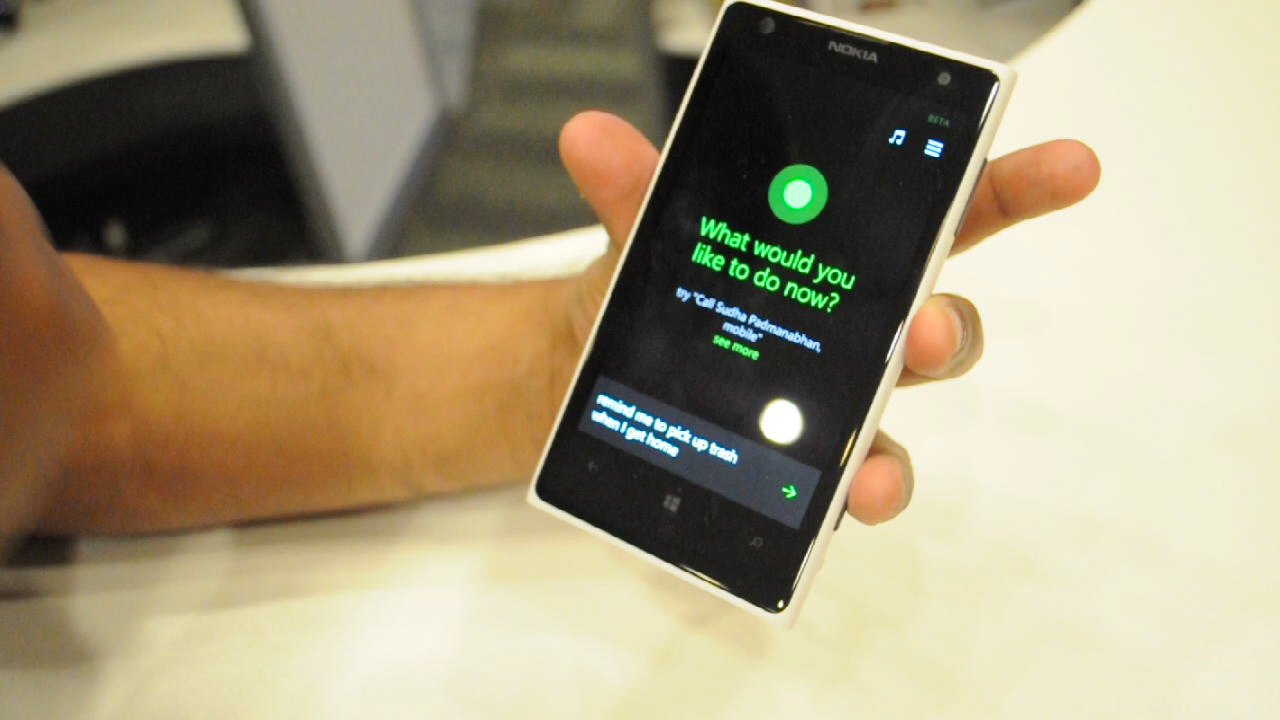 NOKIA
BETA
What would you
like to do now?
try "Call Sudha Padmanabhan,
mobile"
see more
remind me to pick up trash
when I get home